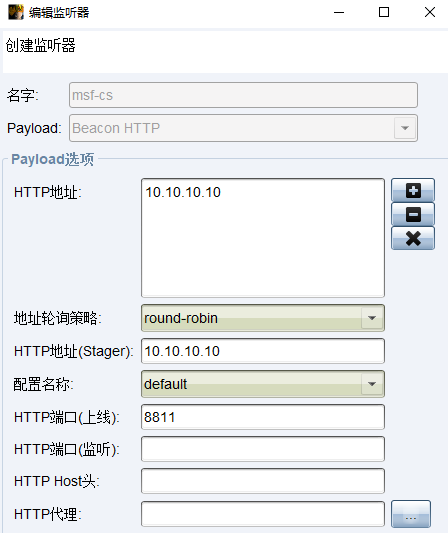 编辑监听器
创建监听器
名字: msf-cs
Payload: Beacon HTTP
Payload选项
HTTP地址: 10.10.10.10
地址轮询策略: round-robin
HTTP地址(Stager): 10.10.10.10
配置名称: default
HTTP端口(上线): 8811
HTTP端口(监听):
HTTP Host头:
HTTP代理: ...